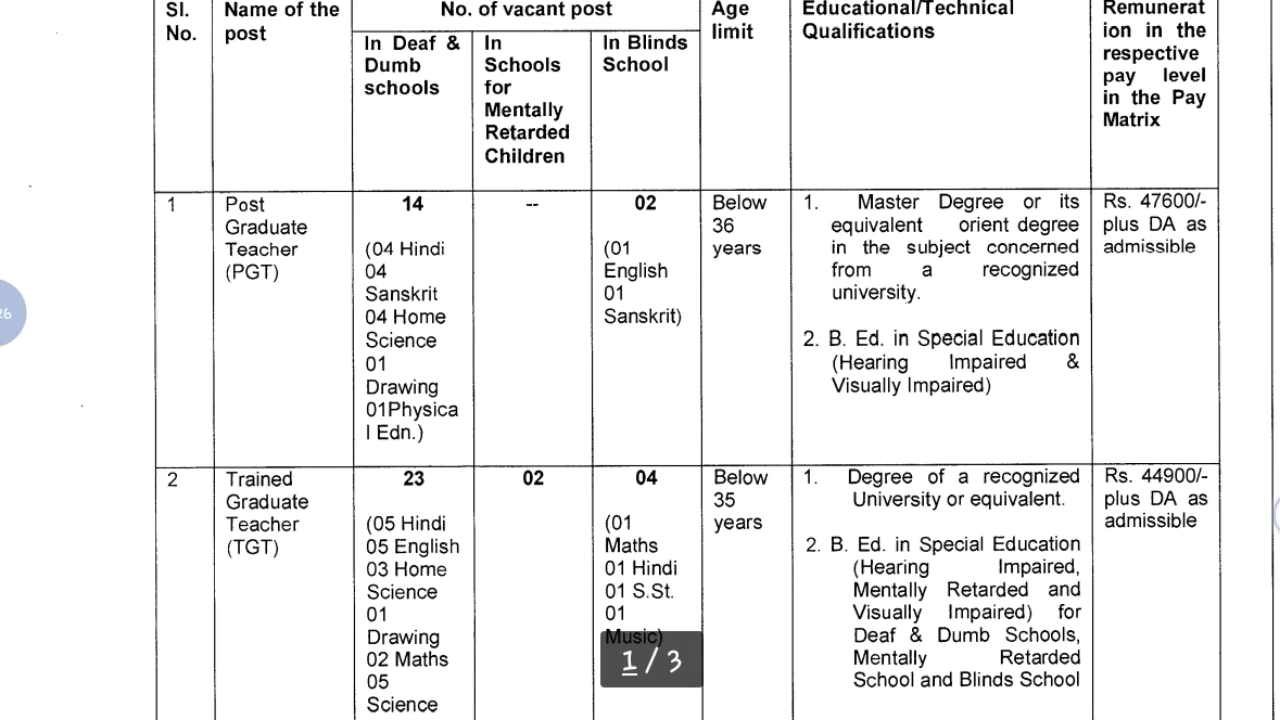 Sl.
No.
Name of the
post
No. of vacant post
In Deaf &
Dumb
schools
In
Schools
for
Mentally
Retarded
Children
In Blinds
School
Age
limit
Educational/Technical
Qualifications
Remunerat
ion in the
respective
pay level
in the Pay
Matrix
1
Post
Graduate
Teacher
(PGT)
14
(04 Hindi
04
Sanskrit
04 Home
Science
01
Drawing
01Physica
l Edn.)
--
02
(01
English
01
Sanskrit)
Below
36
years
1. Master Degree or its
equivalent orient degree
in the subject concerned
from a recognized
university.
2. B. Ed. in Special Education
(Hearing Impaired &
Visually Impaired)
Rs. 47600/-
plus DA as
admissible
2
Trained
Graduate
Teacher
(TGT)
23
(05 Hindi
05 English
03 Home
Science
01
Drawing
02 Maths
05
Science
02
04
(01
Maths
01 Hindi
01 S.St.
01
Music)
Below
35
years
1. Degree of a recognized
University or equivalent.
2. B. Ed. in Special Education
(Hearing Impaired,
Mentally Retarded and
Visually Impaired) for
Deaf & Dumb Schools,
Mentally Retarded
School and Blinds School
Rs. 44900/-
plus DA as
admissible
1 / 3
26